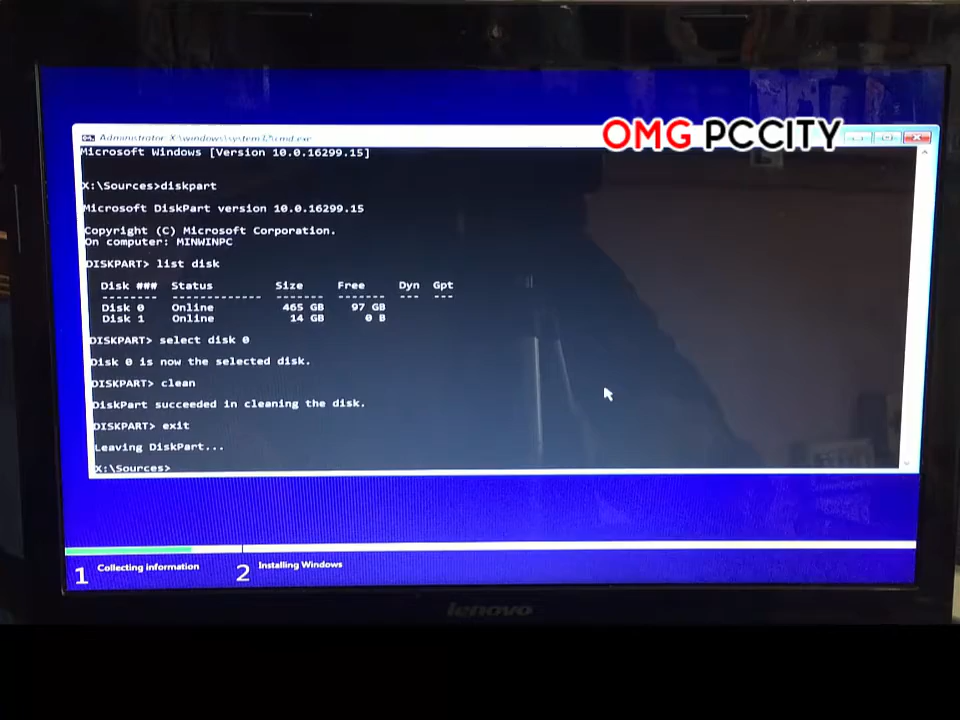 OMG PCCITY
Administrator: X:\windows\system32\cmd.exe
Microsoft Windows [Version 10.0.16299.15]
X:\Sources>diskpart
Microsoft DiskPart version 10.0.16299.15
Copyright (C) Microsoft Corporation.
On computer: MINWINPC
DISKPART> list disk
Disk ### Status Size Free Dyn Gpt
-------- ------------- ------- ------- --- ---
Disk 0 Online 465 GB 97 GB
Disk 1 Online 14 GB 0 B
DISKPART> select disk 0
Disk 0 is now the selected disk.
DISKPART> clean
DiskPart succeeded in cleaning the disk.
DISKPART> exit
Leaving DiskPart...
X:\Sources>
1 Collecting information 2 Installing Windows
lenovo